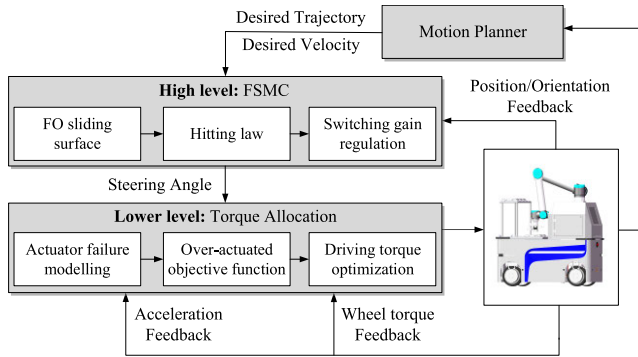 Desired Trajectory
Desired Velocity
Motion Planner
High level: FSMC
FO sliding
surface
Hitting law
Switching gain
regulation
Position/Orientation
Feedback
Steering Angle
Lower level: Torque Allocation
Actuator failure
modelling
Over-actuated
objective function
Driving torque
optimization
Acceleration
Feedback
Wheel torque
Feedback